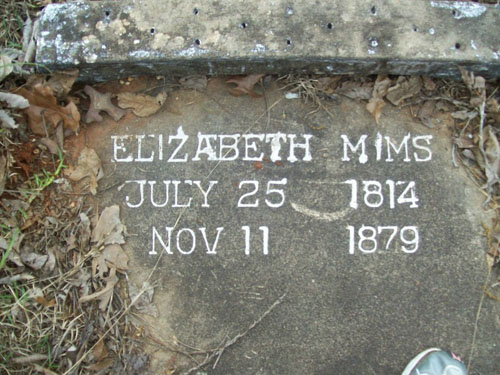 ELIZABETH MIMS
JULY 25 1814
NOV 11 1879